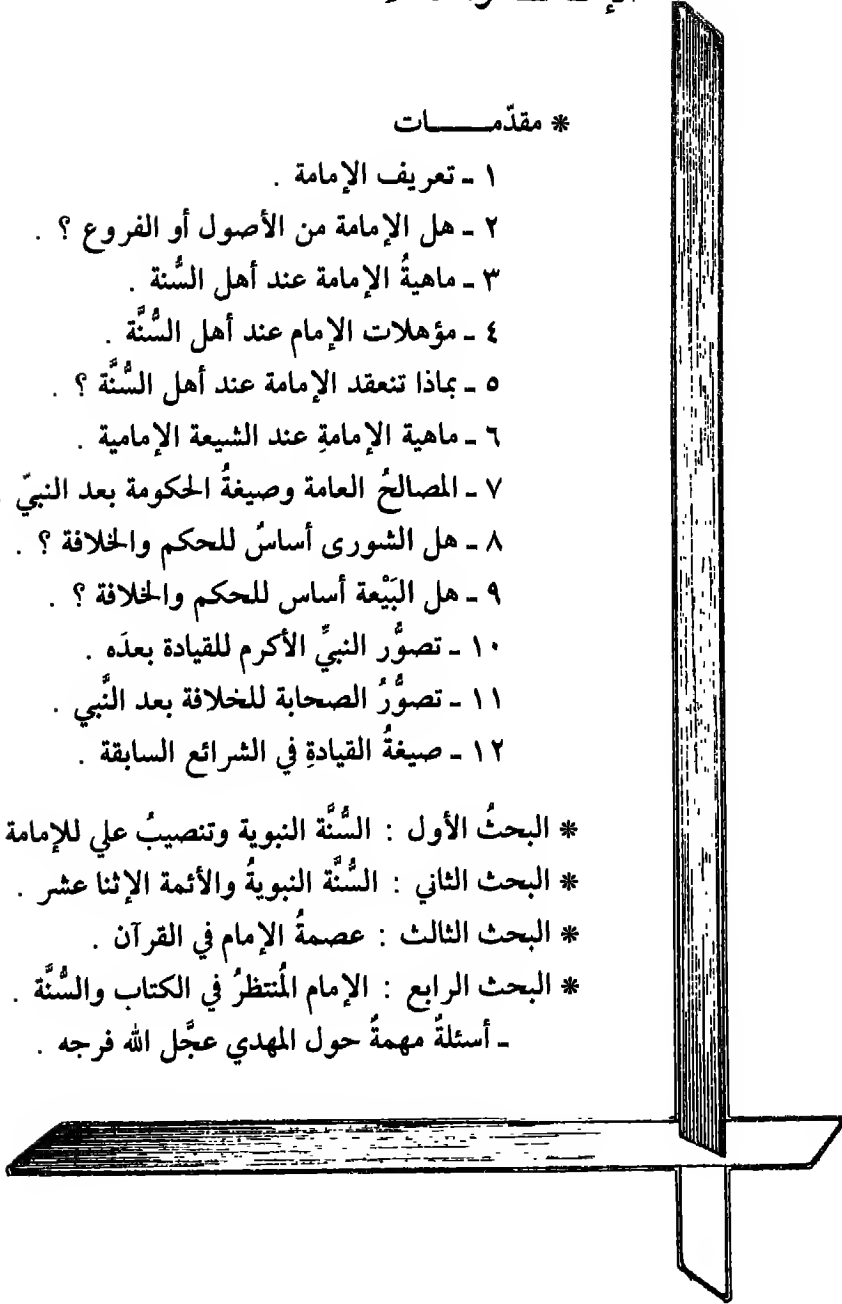 * مقدّمــــات
١ ـ تعريف الإمامة .
٢ ـ هل الإمامة من الأصول أو الفروع ؟ .
٣ ـ ماهيةُ الإمامة عند أهل السُّنة .
٤ ـ مؤهلات الإمام عند أهل السُّنَّة .
٥ ـ بماذا تنعقد الإمامة عند أهل السُّنَّة ؟ .
٦ ـ ماهية الإمامةِ عند الشيعة الإمامية .
٧ ـ المصالحُ العامة وصيغةُ الحكومة بعد النبيّ .
٨ ـ هل الشورى أساسٌ للحكم والخلافة ؟ .
٩ ـ هل البَيْعة أساس للحكم والخلافة ؟ .
١٠ ـ تصوُّر النبيِّ الأكرم للقيادة بعدَه .
١١ ـ تصوُّرُ الصحابة للخلافة بعد النَّبي .
١٢ ـ صيغةُ القيادةِ في الشرائع السابقة .
* البحثُ الأول : السُّنَّة النبوية وتنصيبُ علي للإمامة
* البحث الثاني : السُّنَّة النبويةُ والأئمة الإثنا عشر .
* البحث الثالث : عصمةُ الإمام في القرآن .
* البحث الرابع : الإمام المُنتظرُ في الكتاب والسُّنَّة .
ـ أسئلةٌ مهمةٌ حول المهدي عجَّل الله فرجه .